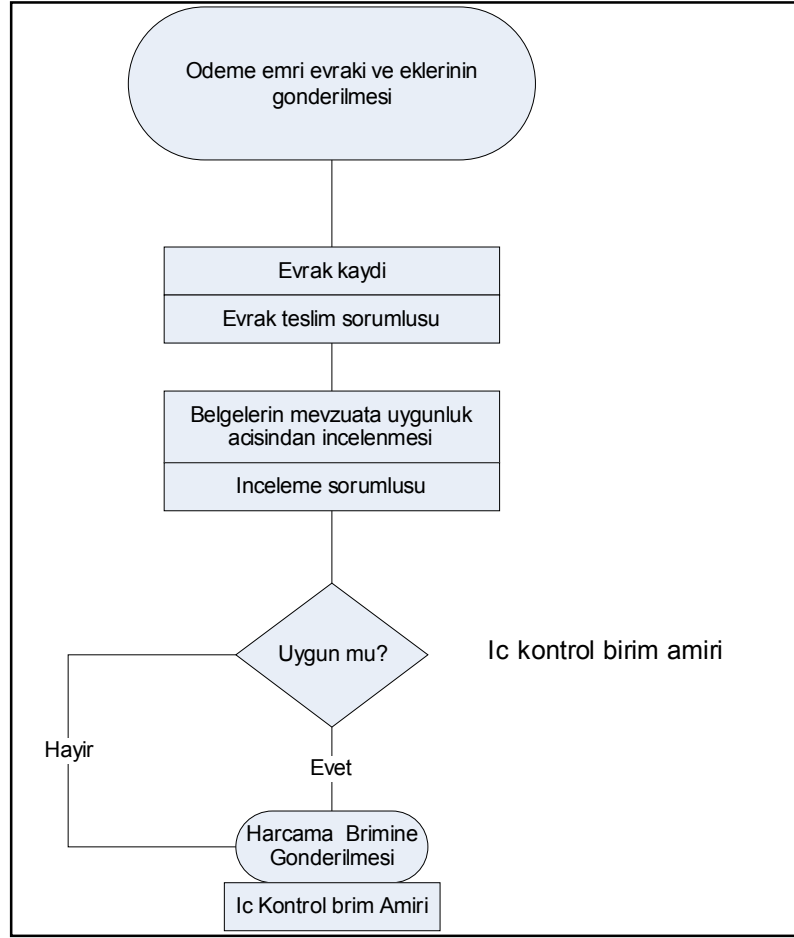 Odeme emri evraki ve eklerinin
gonderilmesi
Evrak kaydi
Evrak teslim sorumlusu
Belgelerin mevzuata uygunluk
acisindan incelenmesi
Inceleme sorumlusu
Uygun mu?
Ic kontrol birim amiri
Hayir
Evet
Harcama Brimine
Gonderilmesi
Ic Kontrol brim Amiri